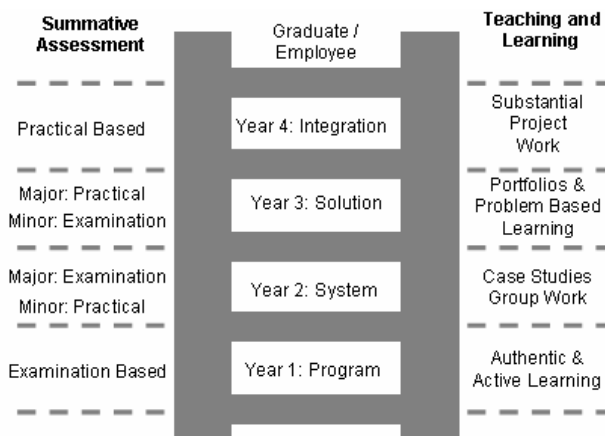 Summative
Assessment
Graduate /
Employee
Teaching and
Learning
Practical Based
Year 4: Integration
Substantial
Project
Work
Major: Practical
Minor: Examination
Year 3: Solution
Portfolios &
Problem Based
Learning
Major: Examination
Minor: Practical
Year 2: System
Case Studies
Group Work
Examination Based
Year 1: Program
Authentic &
Active Learning